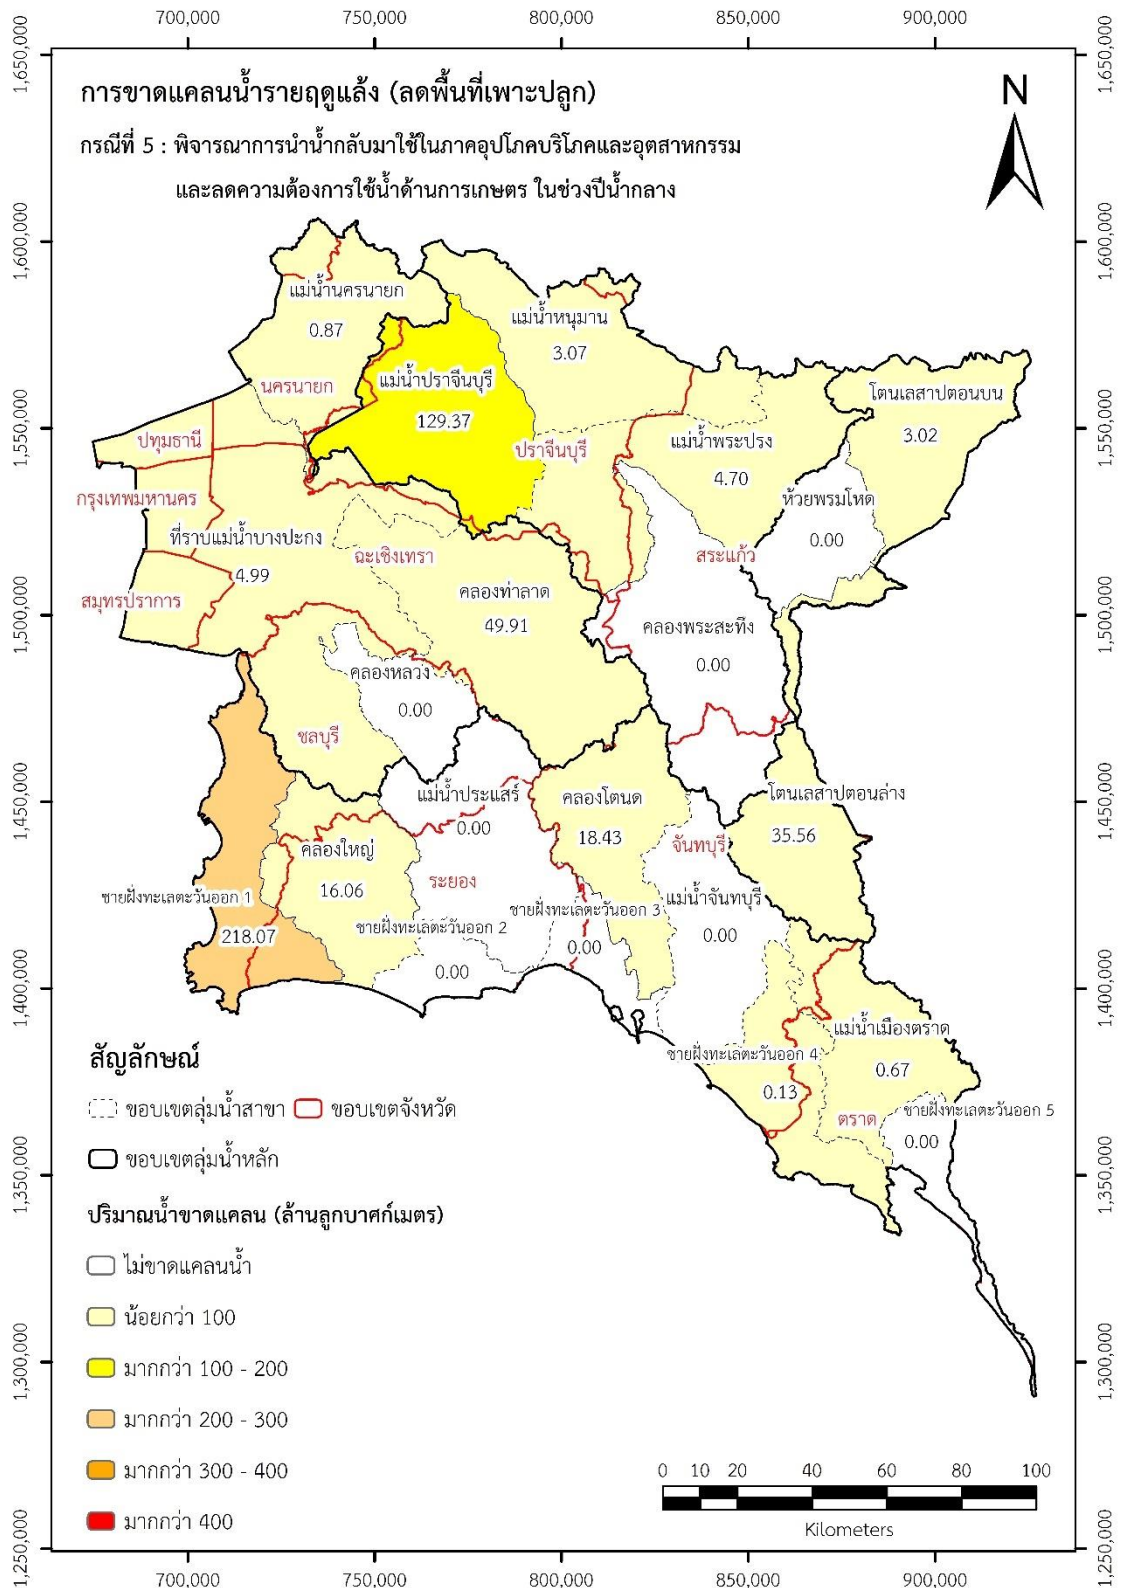 700,000 750,000 800,000 850,000 900,000
1,650,000 1,650,000
การขาดแคลนน้ำรายฤดูแล้ง (ลดพื้นที่เพาะปลูก)
N
กรณีที่ 5 : พิจารณาการนำน้ำกลับมาใช้ในภาคอุปโภคบริโภคและอุตสาหกรรม
และลดความต้องการใช้น้ำด้านการเกษตร ในช่วงปีน้ำกลาง
1,600,000 1,600,000
แม่น้ำนครนายก
0.87
แม่น้ำหนุมาน
3.07
นครนายก
แม่น้ำปราจีนบุรี
129.37
โตนเลสาปตอนบน
3.02
1,550,000 1,550,000
ปทุมธานี
ปราจีนบุรี
แม่น้ำพระปรง
4.70
กรุงเทพมหานคร
ห้วยพรมโหด
0.00
ที่ราบแม่น้ำบางปะกง
4.99
ฉะเชิงเทรา
สระแก้ว
สมุทรปราการ
คลองท่าลาด
49.91
1,500,000 1,500,000
คลองพระสะทึง
0.00
คลองหลวง
0.00
ชลบุรี
แม่น้ำประแสร์
0.00
คลองโตนด
18.43
โตนเลสาปตอนล่าง
35.56
1,450,000 1,450,000
คลองใหญ่
16.06
จันทบุรี
ระยอง
ชายฝั่งทะเลตะวันออก 1
218.07
แม่น้ำจันทบุรี
0.00
ชายฝั่งทะเลตะวันออก 3
0.00
ชายฝั่งทะเลตะวันออก 2
0.00
1,400,000 1,400,000
แม่น้ำเมืองตราด
0.67
สัญลักษณ์
ชายฝั่งทะเลตะวันออก 4
0.13
ขอบเขตลุ่มน้ำสาขา ขอบเขตจังหวัด
ตราด
ชายฝั่งทะเลตะวันออก 5
0.00
ขอบเขตลุ่มน้ำหลัก
1,350,000 1,350,000
ปริมาณน้ำขาดแคลน (ล้านลูกบาศก์เมตร)
ไม่ขาดแคลนน้ำ
น้อยกว่า 100
มากกว่า 100 - 200
1,300,000 1,300,000
มากกว่า 200 - 300
มากกว่า 300 - 400
มากกว่า 400
0 10 20 40 60 80 100
Kilometers
1,250,000 1,250,000
700,000 750,000 800,000 850,000 900,000